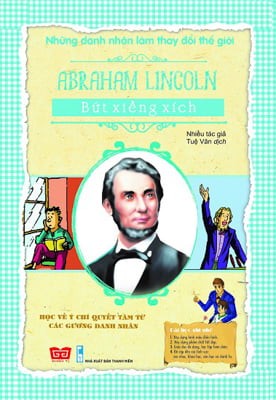 Những danh nhân làm thay đổi thế giới
ABRAHAM LINCOLN
Bứt xiềng xích
Nhiều tác giả
Tuệ Văn dịch
HỌC VỀ Ý CHÍ QUYẾT TÂM TỪ
CÁC GƯƠNG DANH NHÂN
NHÀ XUẤT BẢN THANH NIÊN